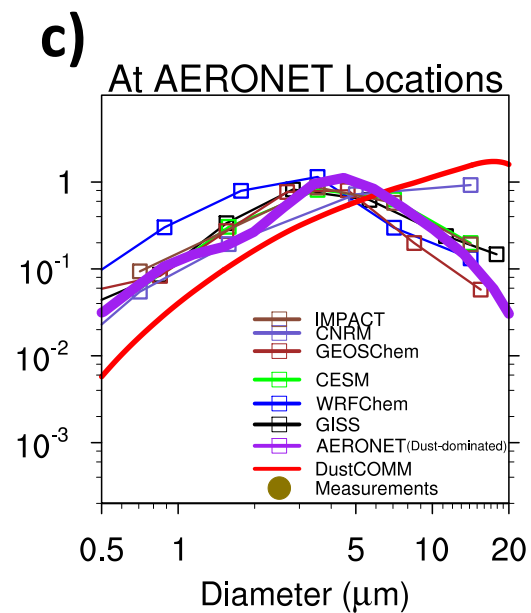 c)
At AERONET Locations
1
10⁻¹
10⁻²
10⁻³
IMPACT
CNRM
GEOSChem
CESM
WRFChem
GISS
AERONET(Dust-dominated)
DustCOMM
Measurements
0.5 1 5 10 20
Diameter (μm)